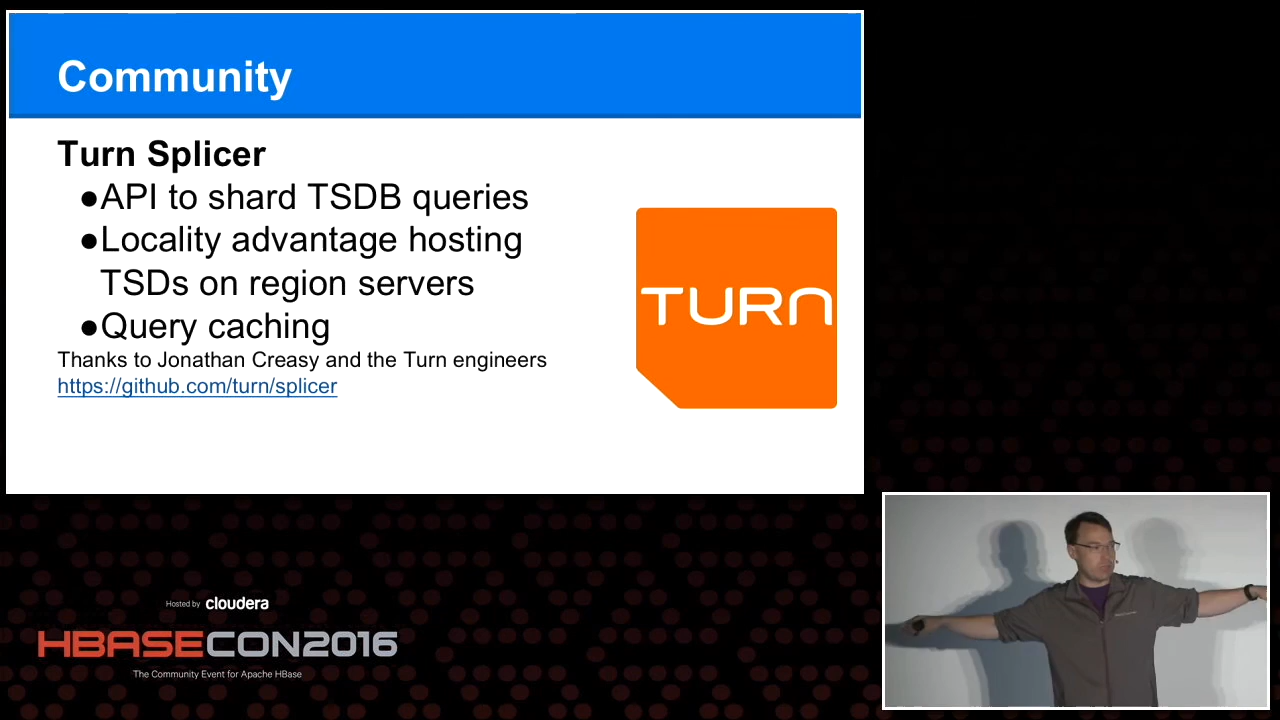 Community
Turn Splicer
●API to shard TSDB queries
●Locality advantage hosting
TSDs on region servers
●Query caching
Thanks to Jonathan Creasy and the Turn engineers
https://github.com/turn/splicer
TURN
Hosted by cloudera
HBASECON2016
The Community Event for Apache HBase